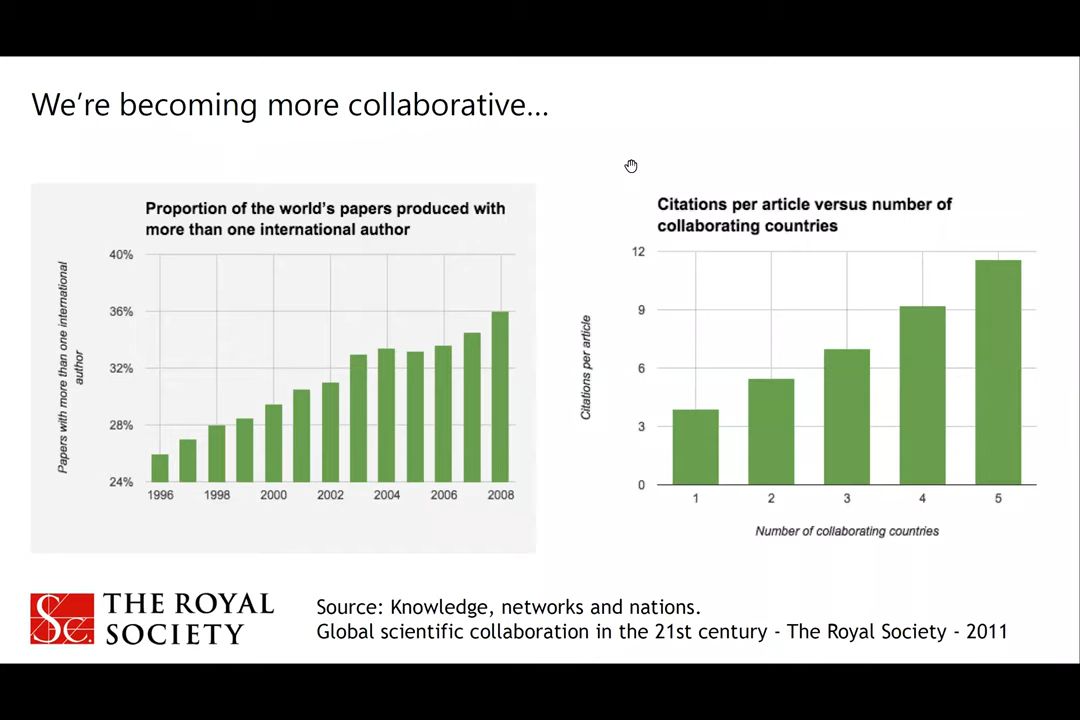 We're becoming more collaborative...
Proportion of the world's papers produced with
more than one international author
Papers with more than one international
author
40%
36%
32%
28%
24%
1996
1998
2000
2002
2004
2006
2008
Citations per article versus number of
collaborating countries
Citations per article
12
9
6
3
0
1
2
3
4
5
Number of collaborating countries
THE ROYAL
SOCIETY
Source: Knowledge, networks and nations.
Global scientific collaboration in the 21st century - The Royal Society - 2011